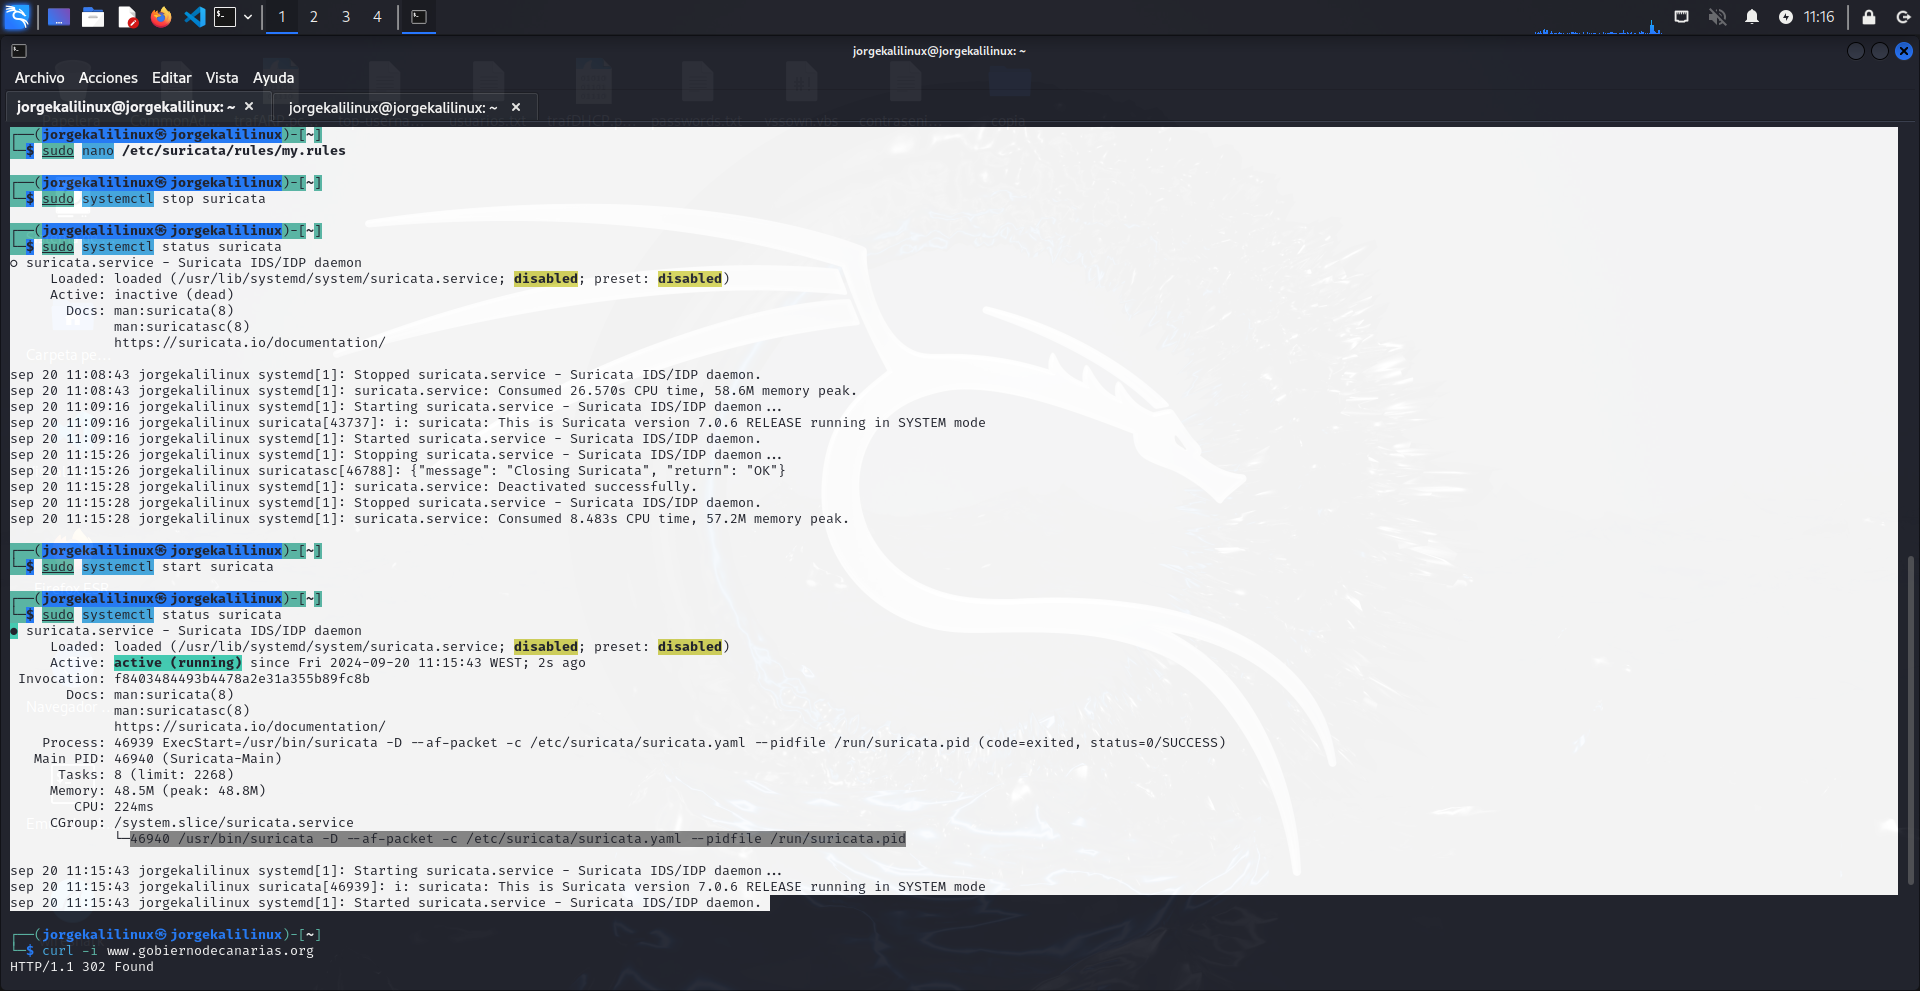 1 2 3 4
11:16
jorgekalilinux@jorgekalilinux: ~
Archivo Acciones Editar Vista Ayuda
jorgekalilinux@jorgekalilinux: ~ × jorgekalilinux@jorgekalilinux: ~ ×
┌──(jorgekalilinux㉿jorgekalilinux)-[~]
└─$ sudo nano /etc/suricata/rules/my.rules
┌──(jorgekalilinux㉿jorgekalilinux)-[~]
└─$ sudo systemctl stop suricata
┌──(jorgekalilinux㉿jorgekalilinux)-[~]
└─$ sudo systemctl status suricata
○ suricata.service - Suricata IDS/IDP daemon
Loaded: loaded (/usr/lib/systemd/system/suricata.service; disabled; preset: disabled)
Active: inactive (dead)
Docs: man:suricata(8)
man:suricatasc(8)
https://suricata.io/documentation/
Carpeta pe...
sep 20 11:08:43 jorgekalilinux systemd[1]: Stopped suricata.service - Suricata IDS/IDP daemon.
sep 20 11:08:43 jorgekalilinux systemd[1]: suricata.service: Consumed 26.570s CPU time, 58.6M memory peak.
sep 20 11:09:16 jorgekalilinux systemd[1]: Starting suricata.service - Suricata IDS/IDP daemon...
sep 20 11:09:16 jorgekalilinux suricata[43737]: i: suricata: This is Suricata version 7.0.6 RELEASE running in SYSTEM mode
sep 20 11:09:16 jorgekalilinux systemd[1]: Started suricata.service - Suricata IDS/IDP daemon.
sep 20 11:15:26 jorgekalilinux systemd[1]: Stopping suricata.service - Suricata IDS/IDP daemon...
sep 20 11:15:26 jorgekalilinux suricatasc[46788]: {"message": "Closing Suricata", "return": "OK"}
sep 20 11:15:28 jorgekalilinux systemd[1]: suricata.service: Deactivated successfully.
sep 20 11:15:28 jorgekalilinux systemd[1]: Stopped suricata.service - Suricata IDS/IDP daemon.
sep 20 11:15:28 jorgekalilinux systemd[1]: suricata.service: Consumed 8.483s CPU time, 57.2M memory peak.
┌──(jorgekalilinux㉿jorgekalilinux)-[~]
└─$ sudo systemctl start suricata
┌──(jorgekalilinux㉿jorgekalilinux)-[~]
└─$ sudo systemctl status suricata
● suricata.service - Suricata IDS/IDP daemon
Loaded: loaded (/usr/lib/systemd/system/suricata.service; disabled; preset: disabled)
Active: active (running) since Fri 2024-09-20 11:15:43 WEST; 2s ago
Invocation: f8403484493b4478a2e31a355b89fc8b
Docs: man:suricata(8)
man:suricatasc(8)
Navegador ...
https://suricata.io/documentation/
Process: 46939 ExecStart=/usr/bin/suricata -D --af-packet -c /etc/suricata/suricata.yaml --pidfile /run/suricata.pid (code=exited, status=0/SUCCESS)
Main PID: 46940 (Suricata-Main)
Tasks: 8 (limit: 2268)
Memory: 48.5M (peak: 48.8M)
CPU: 224ms
CGroup: /system.slice/suricata.service
└─46940 /usr/bin/suricata -D --af-packet -c /etc/suricata/suricata.yaml --pidfile /run/suricata.pid
sep 20 11:15:43 jorgekalilinux systemd[1]: Starting suricata.service - Suricata IDS/IDP daemon...
sep 20 11:15:43 jorgekalilinux suricata[46939]: i: suricata: This is Suricata version 7.0.6 RELEASE running in SYSTEM mode
sep 20 11:15:43 jorgekalilinux systemd[1]: Started suricata.service - Suricata IDS/IDP daemon.
┌──(jorgekalilinux㉿jorgekalilinux)-[~]
└─$ curl -i www.gobiernodecanarias.org
HTTP/1.1 302 Found